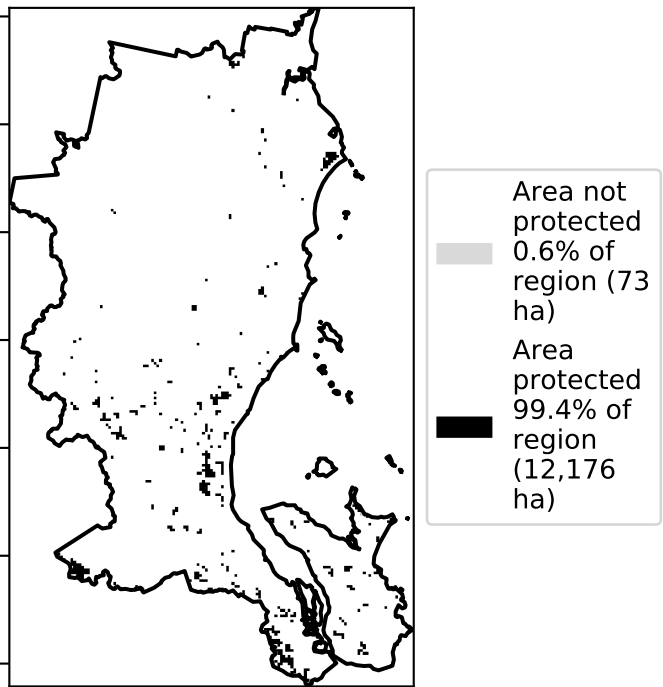 Area not
protected
0.6% of
region (73
ha)
Area
protected
99.4% of
region
(12,176
ha)